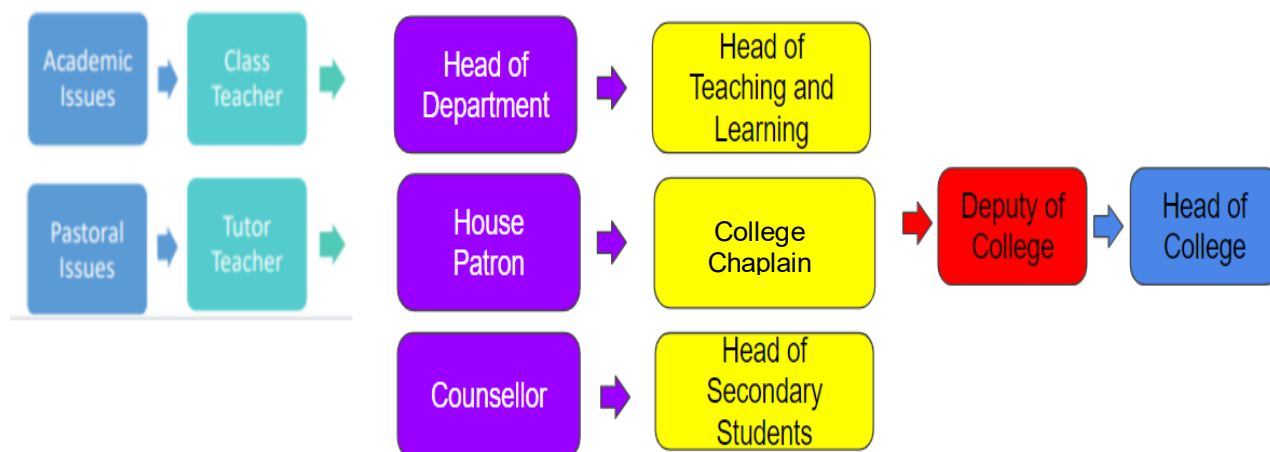 Academic
Issues
Class
Teacher
Head of
Department
Head of
Teaching and
Learning
Pastoral
Issues
Tutor
Teacher
House
Patron
College
Chaplain
Deputy of
College
Head of
College
Counsellor
Head of
Secondary
Students